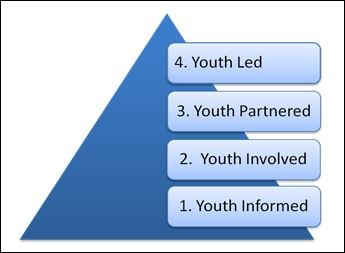 4. Youth Led
3. Youth Partnered
2. Youth Involved
1. Youth Informed